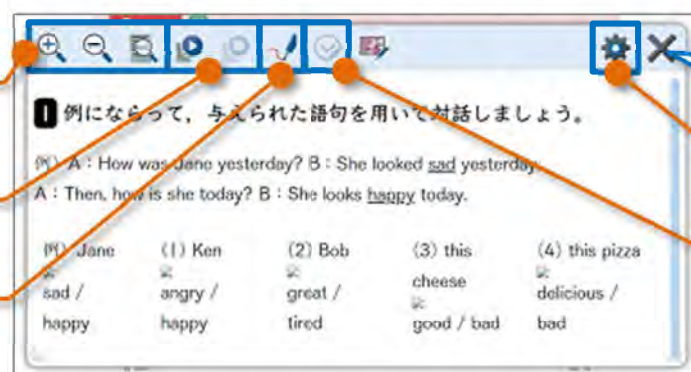 1 例にならって，与えられた語句を用いて対話しましょう。
例) A : How was Jane yesterday? B : She looked sad yesterday.
A : Then, how is she today? B : She looks happy today.
例) Jane
sad /
happy
(1) Ken
angry /
happy
(2) Bob
great /
tired
(3) this
cheese
good / bad
(4) this pizza
delicious /
bad